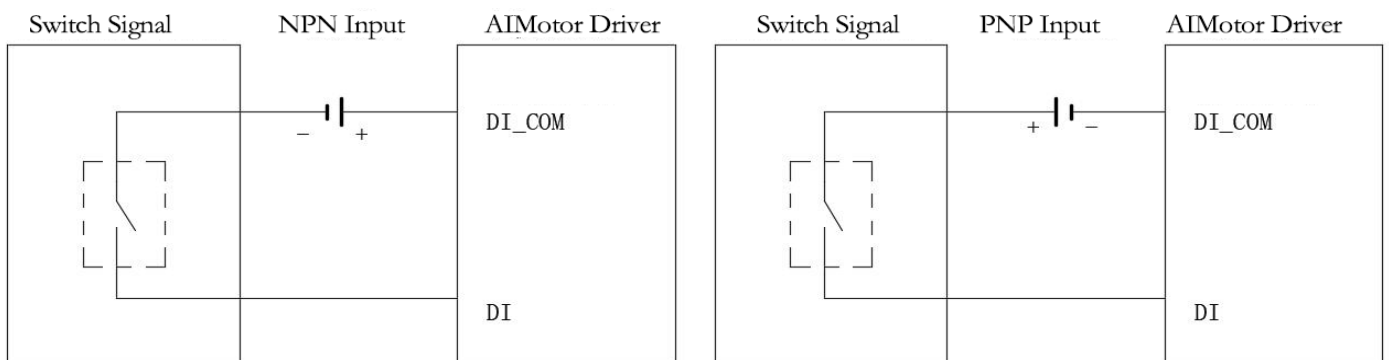 Switch Signal NPN Input AIMotor Driver Switch Signal PNP Input AIMotor Driver
− + DI_COM + − DI_COM
DI DI